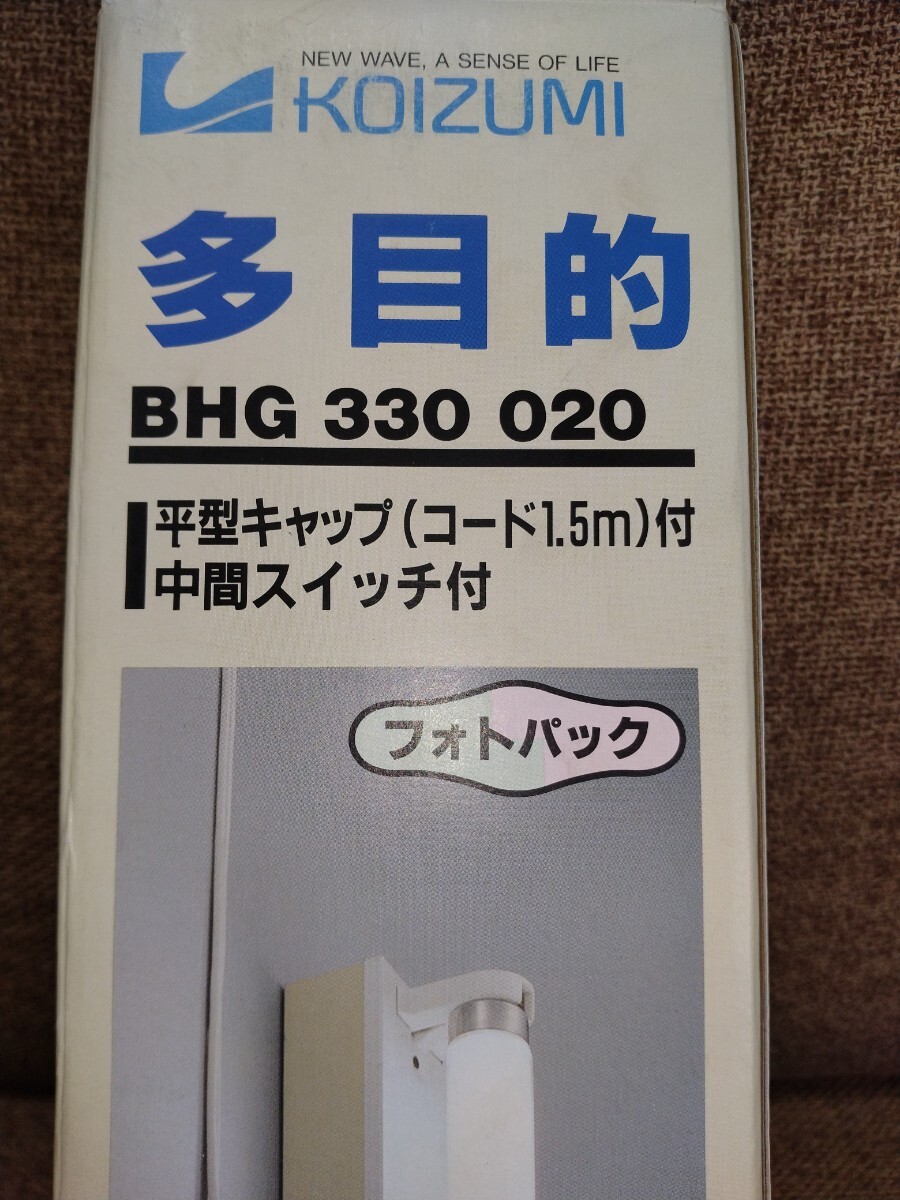 NEW WAVE, A SENSE OF LIFE
KOIZUMI
多目的
BHG 330 020
平型キャップ(コード1.5m)付
中間スイッチ付
フォトパック